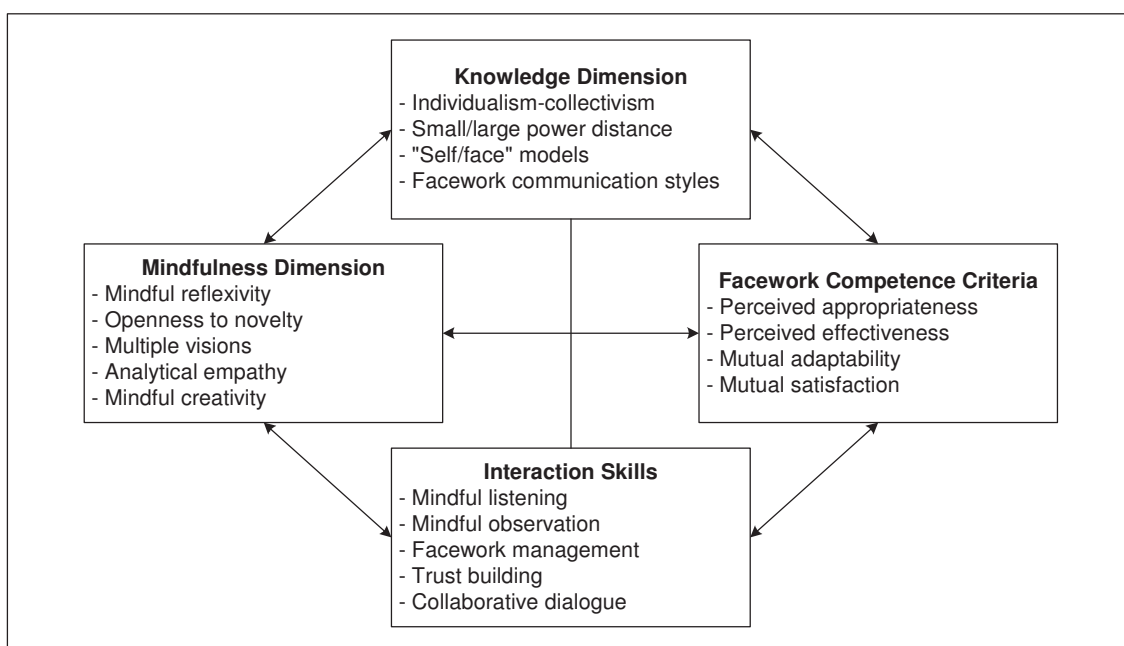 Knowledge Dimension
- Individualism-collectivism
- Small/large power distance
- "Self/face" models
- Facework communication styles
Mindfulness Dimension
- Mindful reflexivity
- Openness to novelty
- Multiple visions
- Analytical empathy
- Mindful creativity
Facework Competence Criteria
- Perceived appropriateness
- Perceived effectiveness
- Mutual adaptability
- Mutual satisfaction
Interaction Skills
- Mindful listening
- Mindful observation
- Facework management
- Trust building
- Collaborative dialogue